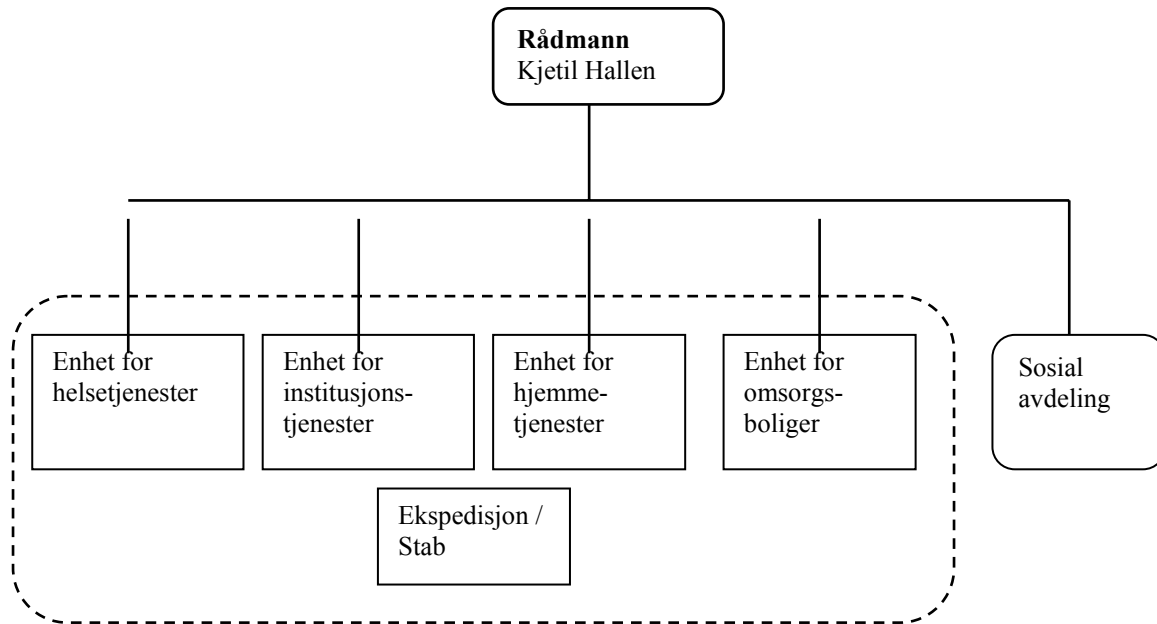 Rådmann
Kjetil Hallen
Enhet for
helsetjenester
Enhet for
institusjons-
tjenester
Enhet for
hjemme-
tjenester
Enhet for
omsorgs-
boliger
Sosial
avdeling
Ekspedisjon /
Stab